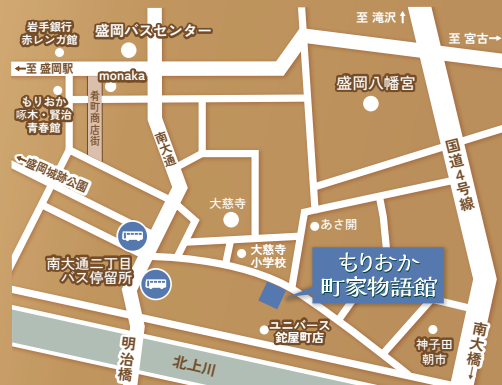 至 滝沢↑
岩手銀行
赤レンガ館
盛岡バスセンター
至 宮古→
←至 盛岡駅
monaka
盛岡八幡宮
もりおか
啄木・賢治
青春館
肴町商店街
南大通
国道4号線
←盛岡城跡公園
大慈寺
あさ開
大慈寺
小学校
南大通二丁目
バス停留所
もりおか
町家物語館
ユニバース
鉈屋町店
神子田
朝市
南大橋↓
明治橋
北上川